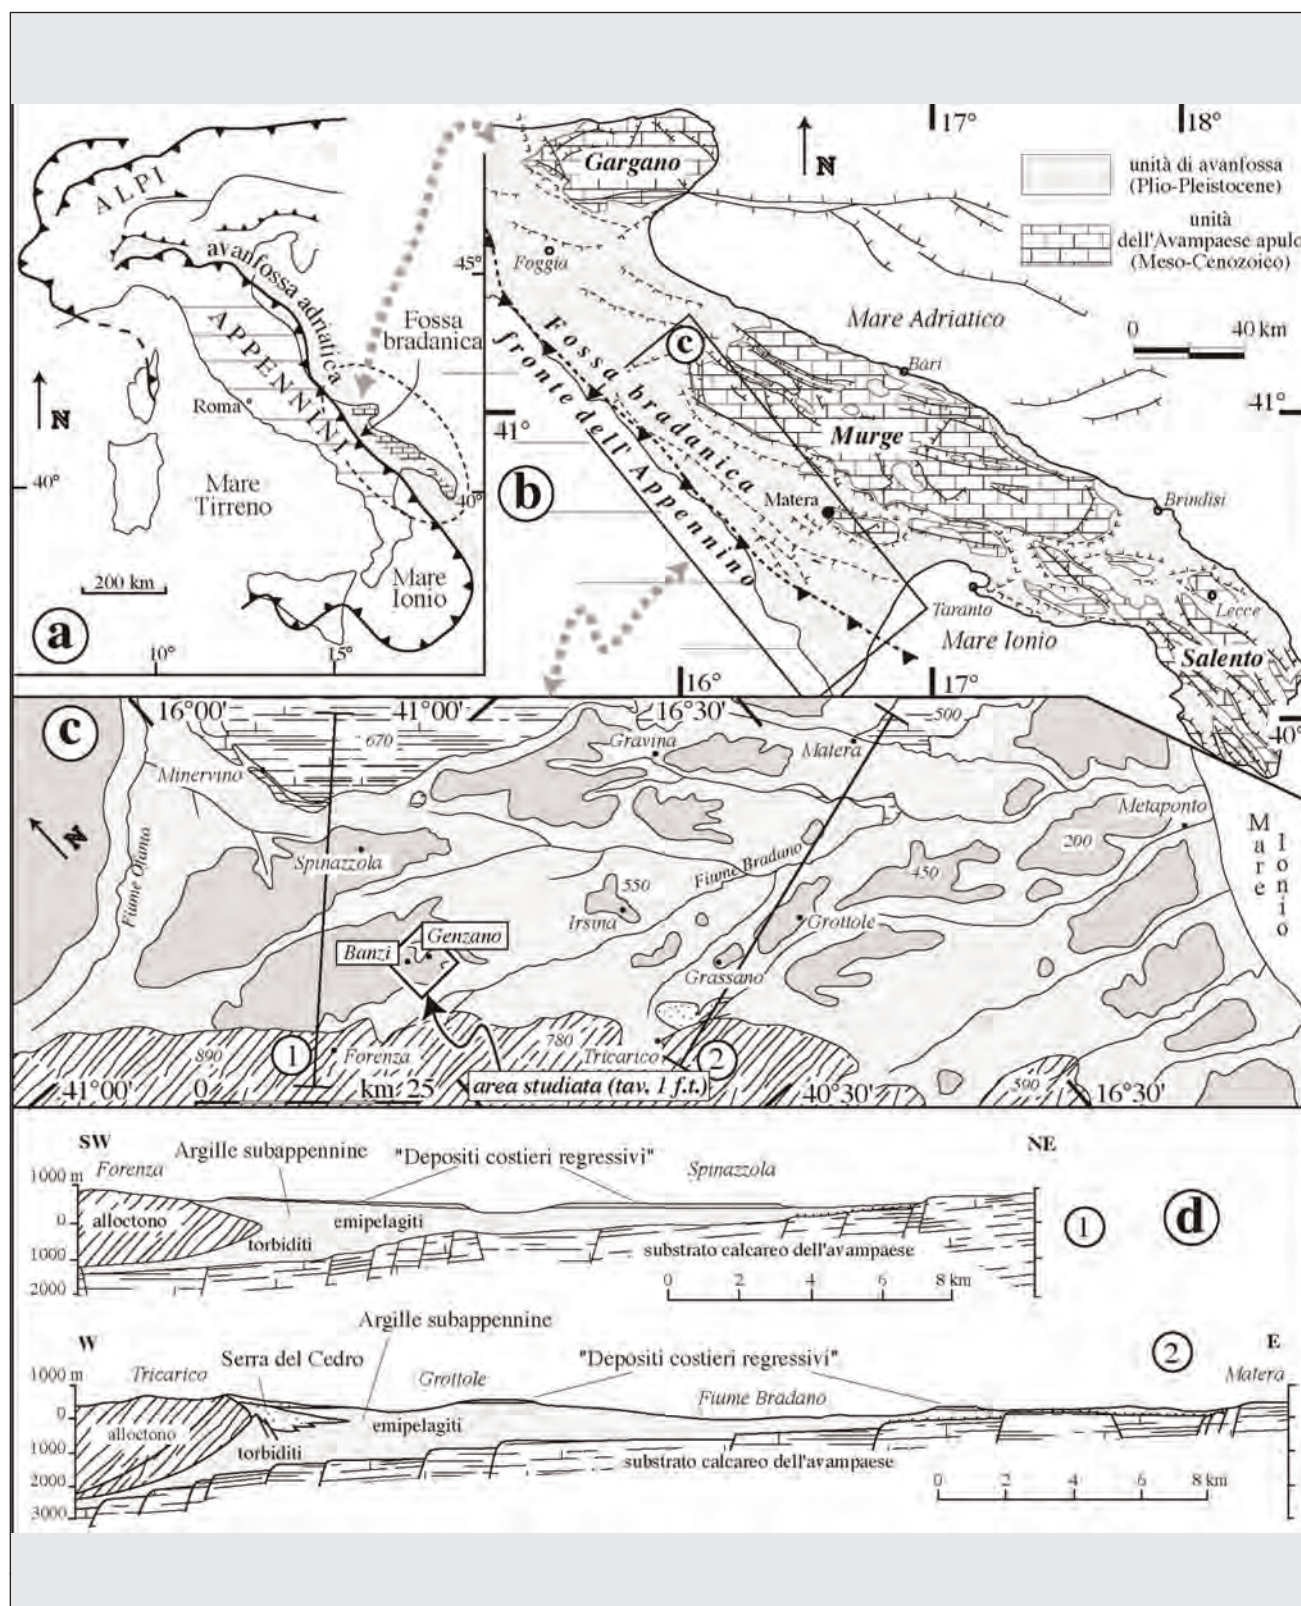 ALPI
avanfossa adriatica
APPENNINI
Fossa
bradanica
Roma
N
45°
40°
40°
Mare
Tirreno
Mare
Ionio
200 km
a
10°
15°
Gargano
N
17°
18°
unità di avanfossa
(Plio-Pleistocene)
unità
dell'Avampaese apulo
(Meso-Cenozoico)
0 40 km
Foggia
Mare Adriatico
c
Fossa bradanica
fronte dell'Appennino
Bari
41°
41°
Murge
b
Matera
Brindisi
Taranto
Lecce
Mare Ionio
Salento
16°
17°
40°
c
16°00'
41°00'
16°30'
500
670
Gravina
Matera
Minervino
N
Metaponto
Mare
Ionio
Fiume Ofanto
Spinazzola
Fiume Bradano
200
550
450
Irsina
Grottole
Banzi
Genzano
Grassano
890
1
Forenza
780
Tricarico
2
590
41°00'
0 km 25
area studiata (tav. 1 f.t.)
40°30'
16°30'
SW
NE
Argille subappennine
"Depositi costieri regressivi"
Forenza
Spinazzola
1000 m
0
1000
2000
alloctono
emipelagiti
torbiditi
substrato calcareo dell'avampaese
0 2 4 6 8 km
1
d
Argille subappennine
W
E
Serra del Cedro
"Depositi costieri regressivi"
2
Tricarico
Grottole
Fiume Bradano
Matera
1000 m
0
1000
2000
3000
alloctono
emipelagiti
torbiditi
substrato calcareo dell'avampaese
0 2 4 6 8 km